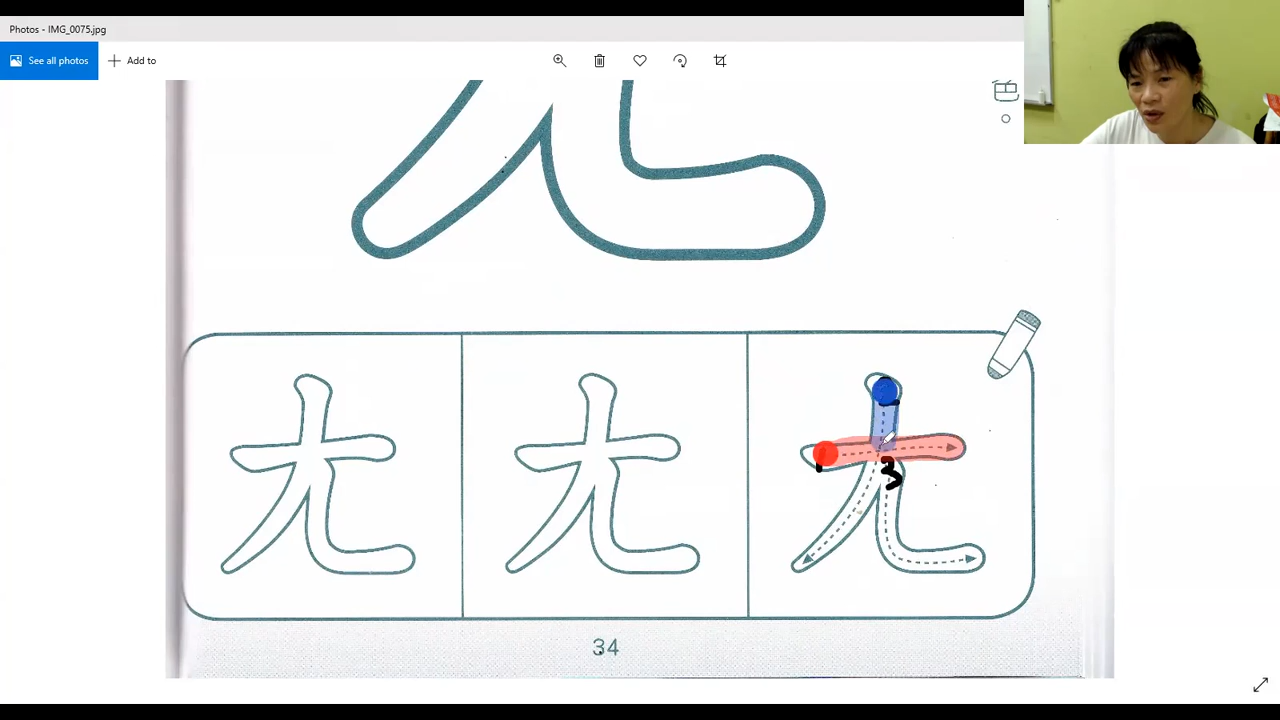 Photos - IMG_0075.jpg
See all photos
Add to
ㄤ ㄤ ㄤ
3
34